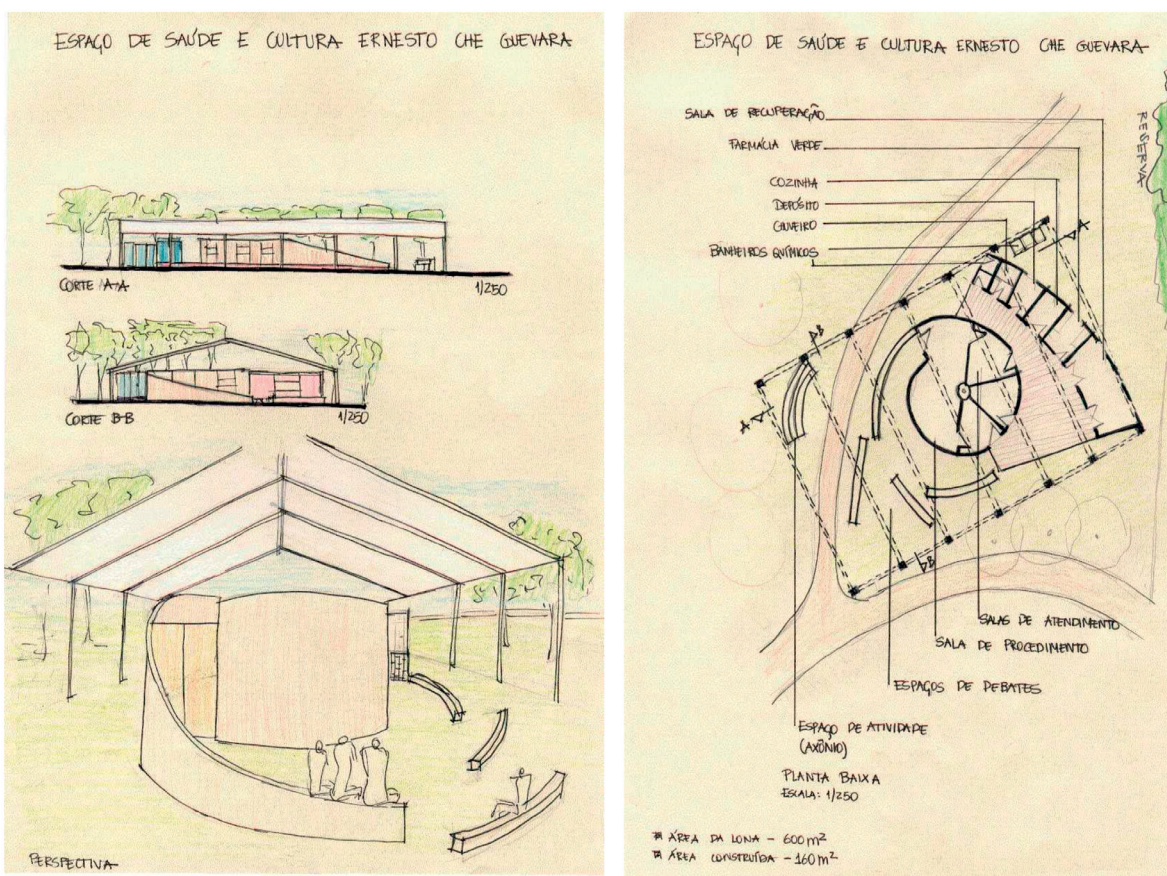 ESPAÇO DE SAÚDE E CULTURA ERNESTO CHE GUEVARA
CORTE A-A
1/250
CORTE B-B
1/250
PERSPECTIVA
ESPAÇO DE SAÚDE E CULTURA ERNESTO CHE GUEVARA
SALA DE RECUPERAÇÃO
FARMÁCIA VERDE
COZINHA
DEPÓSITO
CHUVEIRO
BANHEIROS QUÍMICOS
RESERVA
A
B
A
B
SALAS DE ATENDIMENTO
SALA DE PROCEDIMENTO
ESPAÇOS DE DEBATES
ESPAÇO DE ATIVIDADE
(AXÔNIO)
PLANTA BAIXA
ESCALA: 1/250
ÁREA DA LONA - 600m²
ÁREA CONSTRUÍDA - 160m²